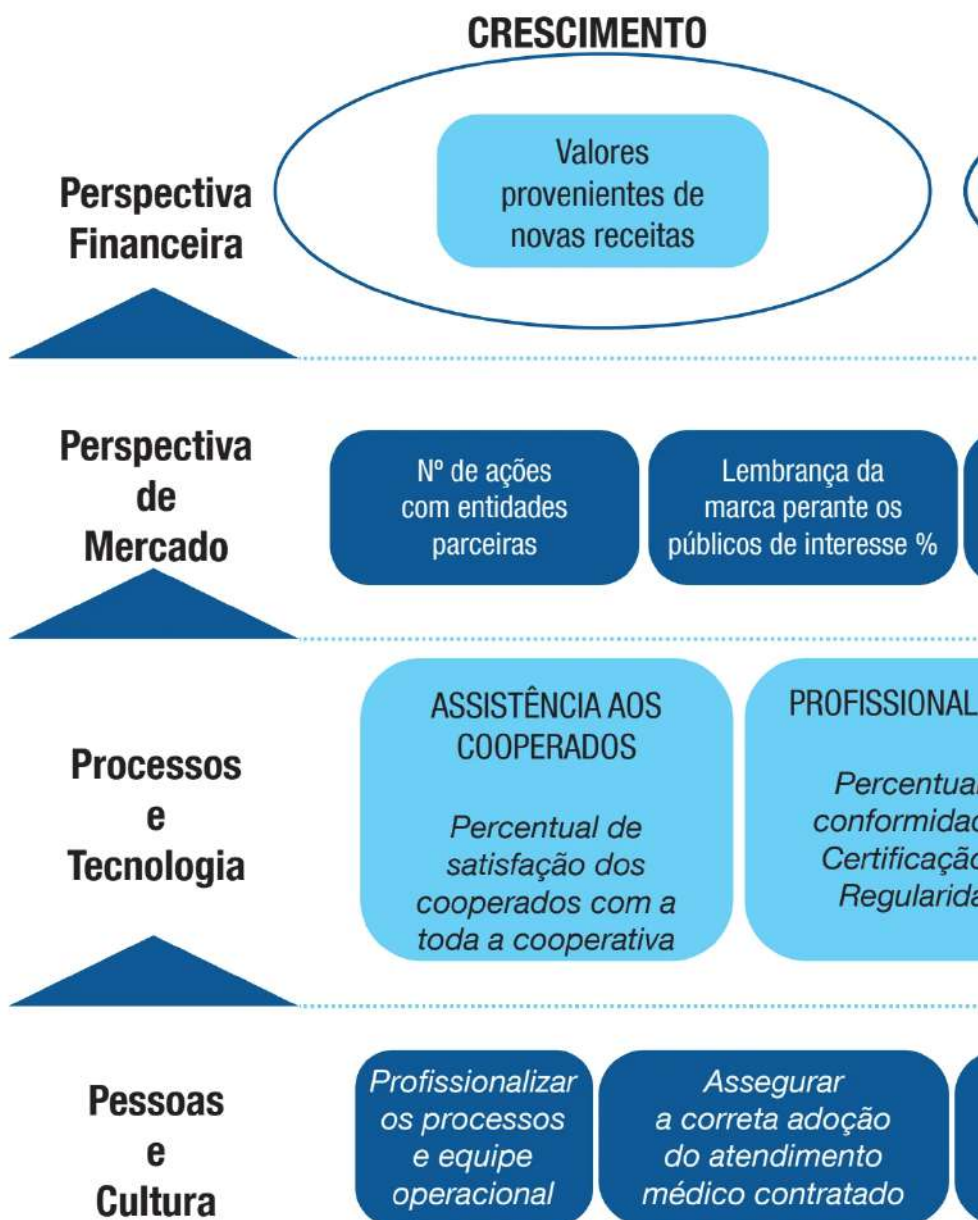 CRESCIMENTO
Perspectiva
Financeira
Valores
provenientes de
novas receitas
Perspectiva
de
Mercado
Nº de ações
com entidades
parceiras
Lembrança da
marca perante os
públicos de interesse %
Processos
e
Tecnologia
ASSISTÊNCIA AOS
COOPERADOS
Percentual de
satisfação dos
cooperados com a
toda a cooperativa
PROFISSIONAL
Percentual
conformidad
Certificação
Regularida
Pessoas
e
Cultura
Profissionalizar
os processos
e equipe
operacional
Assegurar
a correta adoção
do atendimento
médico contratado